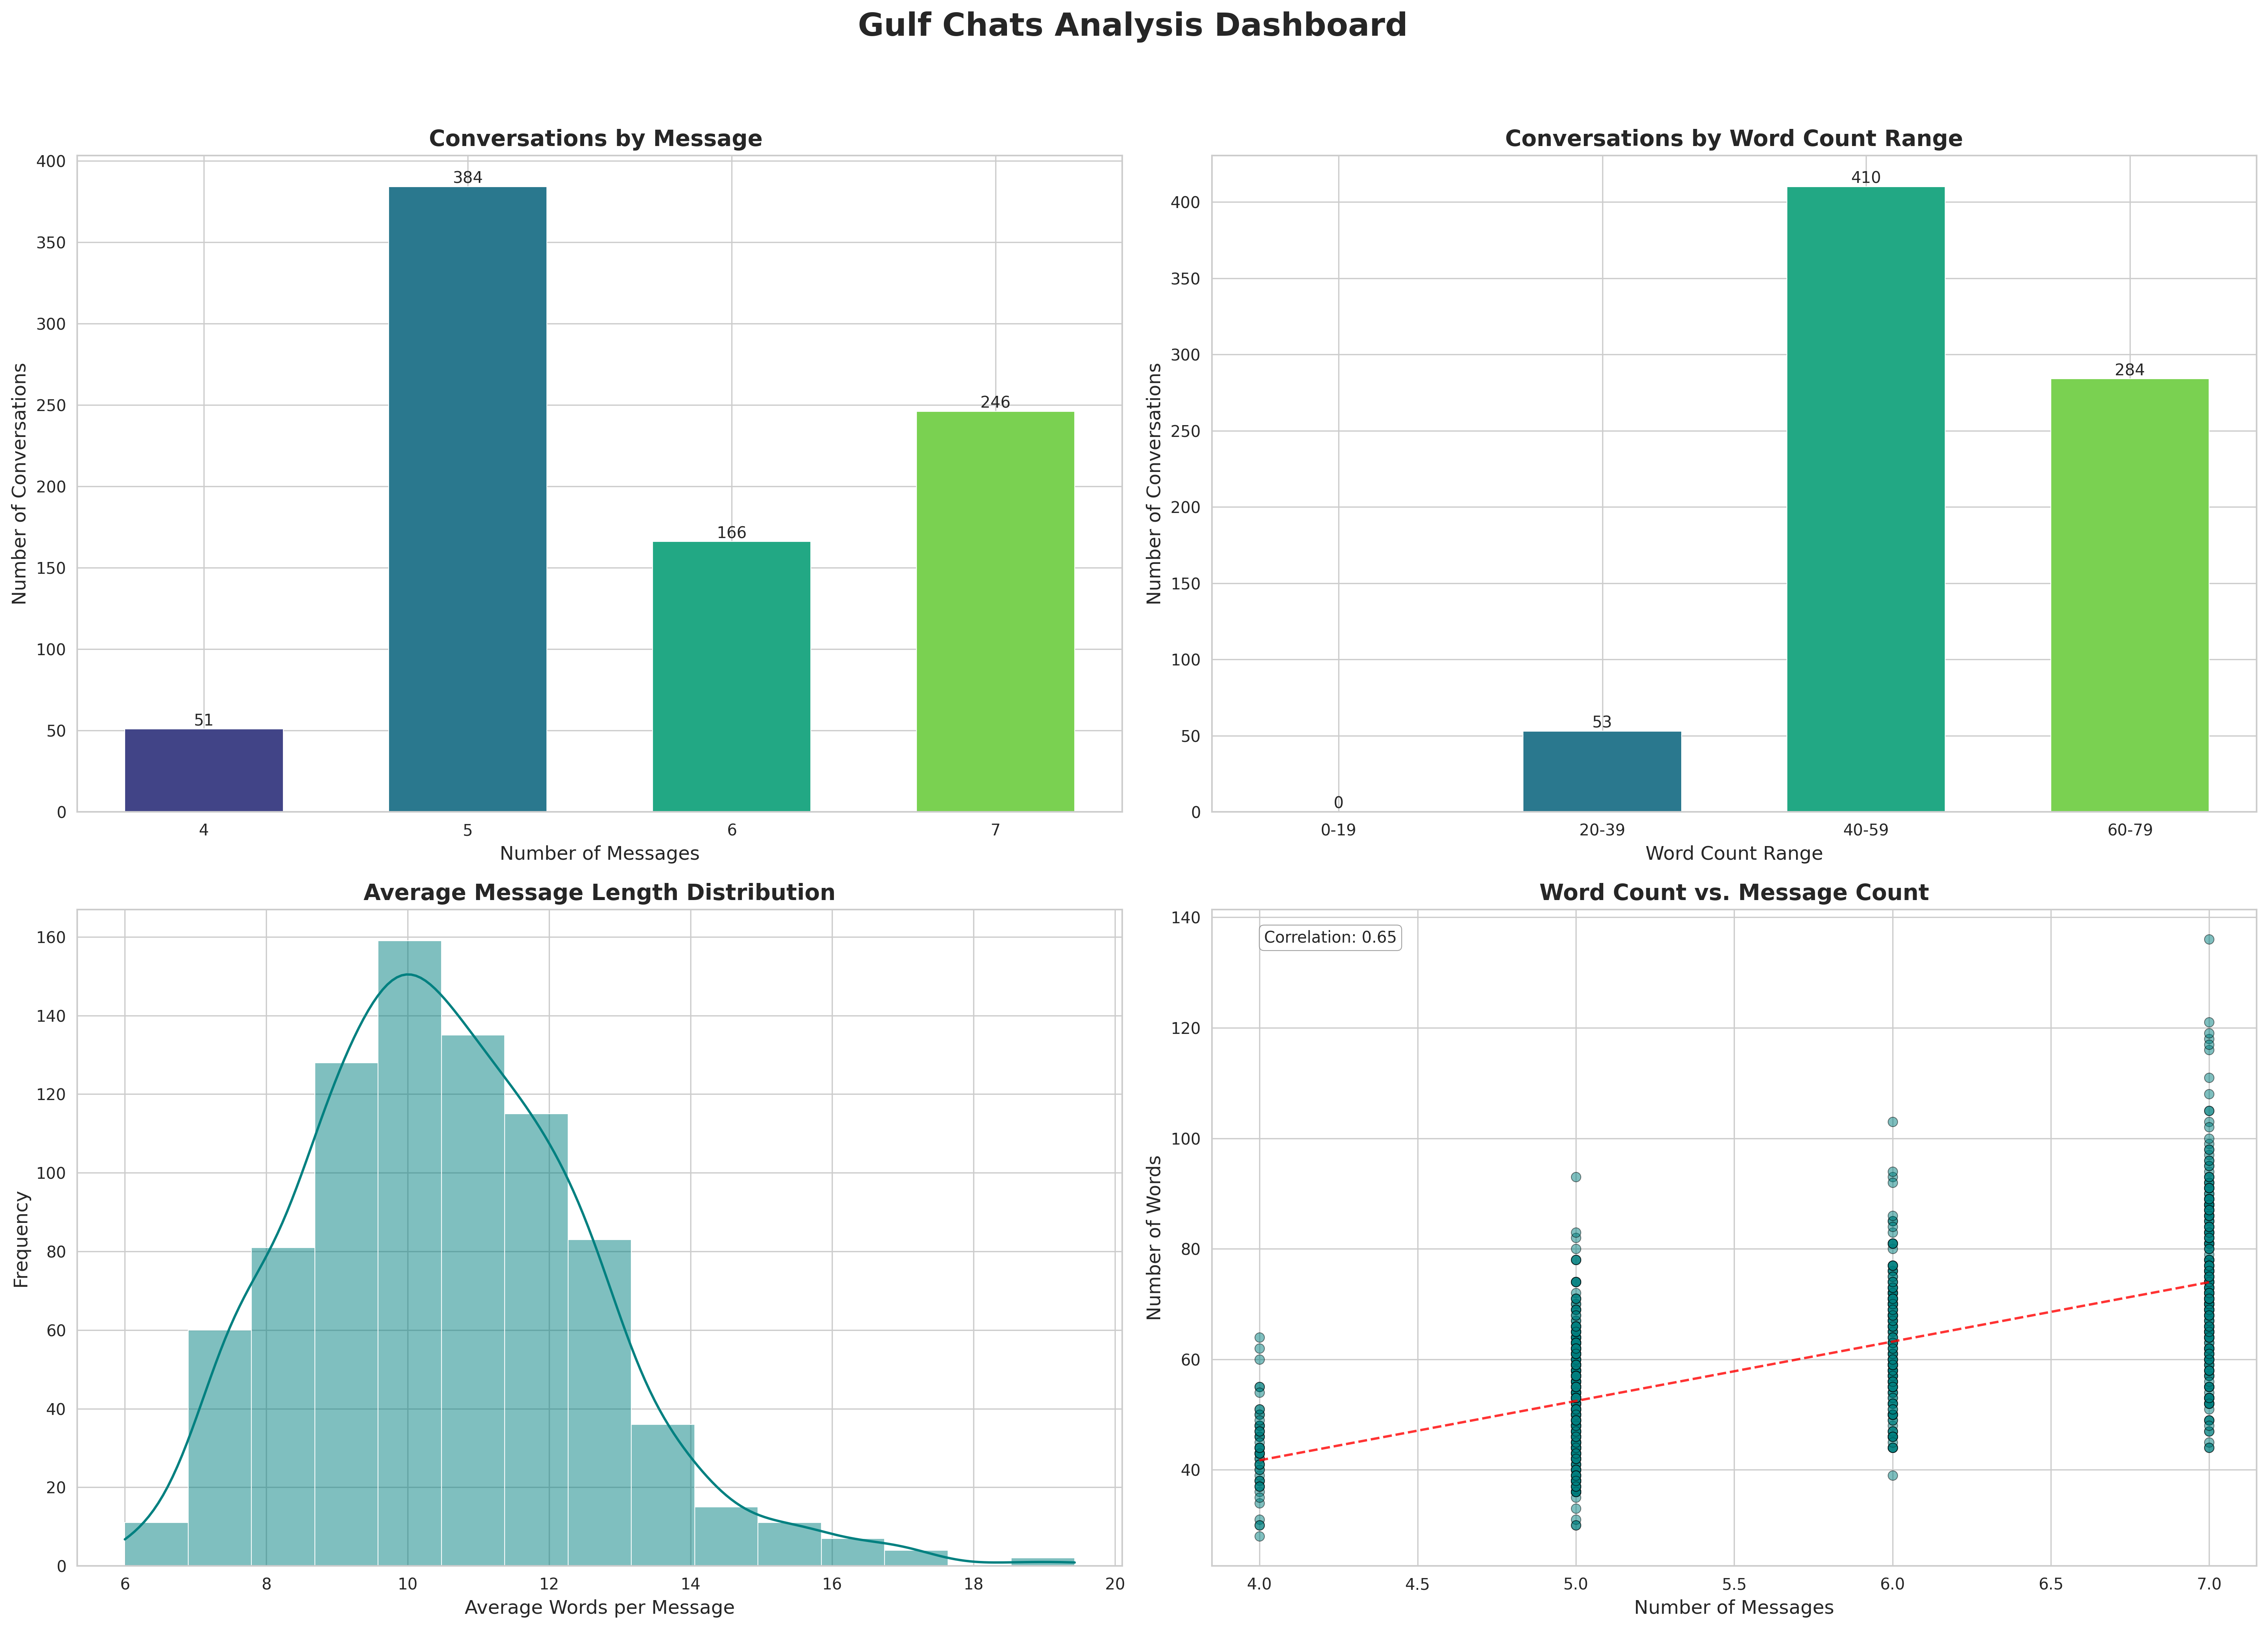 Gulf Chats Analysis Dashboard
Conversations by Message
Number of Conversations
400
350
300
250
200
150
100
50
0
51
384
166
246
4 5 6 7
Number of Messages
Conversations by Word Count Range
Number of Conversations
400
350
300
250
200
150
100
50
0
0
53
410
284
0-19 20-39 40-59 60-79
Word Count Range
Average Message Length Distribution
Frequency
160
140
120
100
80
60
40
20
0
6 8 10 12 14 16 18 20
Average Words per Message
Word Count vs. Message Count
Number of Words
Correlation: 0.65
140
120
100
80
60
40
4.0 4.5 5.0 5.5 6.0 6.5 7.0
Number of Messages